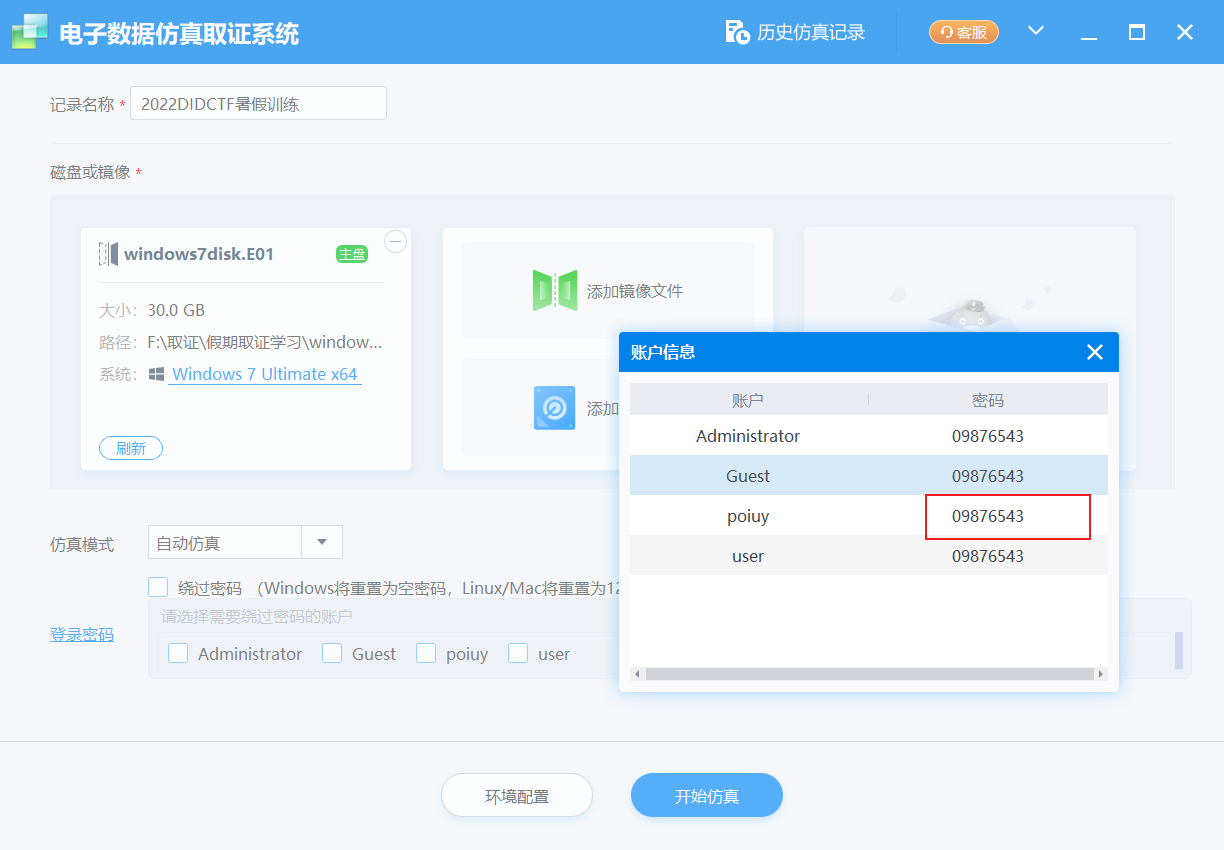 电子数据仿真取证系统
历史仿真记录
客服
记录名称 *
2022DIDCTF暑假训练
磁盘或镜像 *
windows7disk.E01
主盘
大小: 30.0 GB
路径: F:\取证\假期取证学习\window...
系统: Windows 7 Ultimate x64
刷新
添加镜像文件
添加
账户信息
账户 密码
Administrator 09876543
Guest 09876543
poiuy 09876543
user 09876543
仿真模式
自动仿真
绕过密码 (Windows将重置为空密码, Linux/Mac将重置为12
登录密码
请选择需要绕过密码的账户
Administrator Guest poiuy user
环境配置
开始仿真